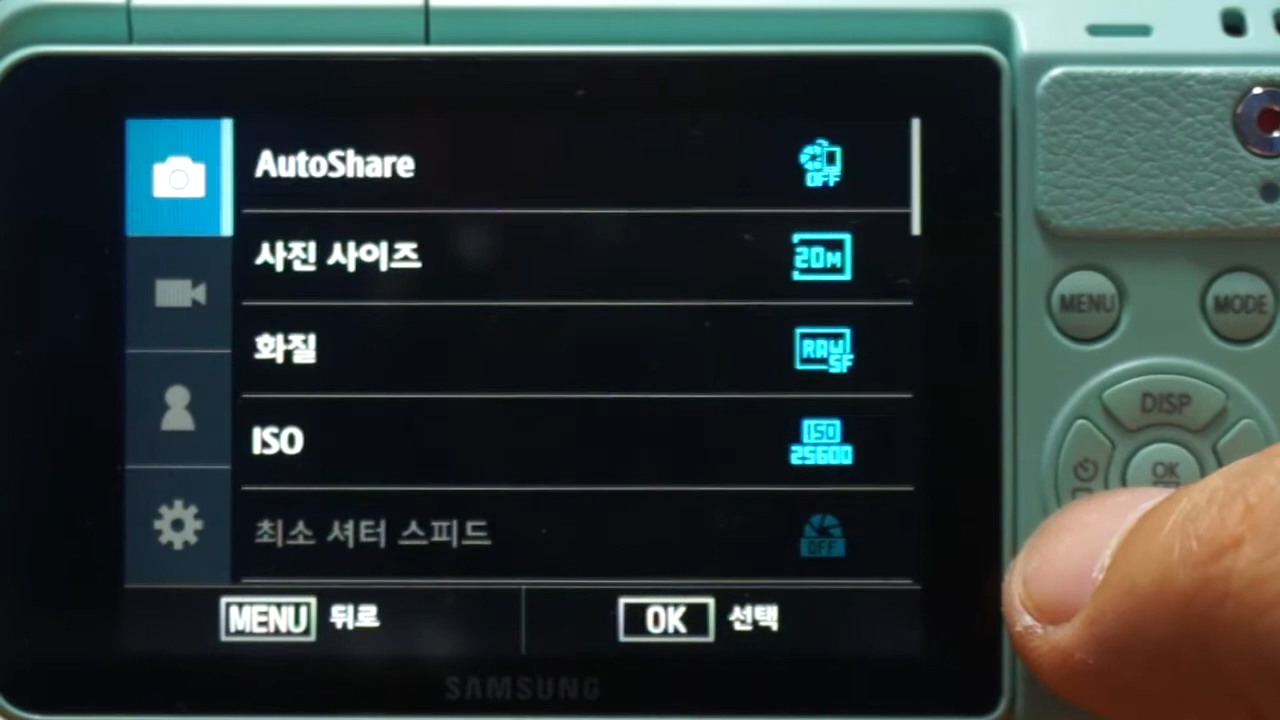 AutoShare OFF
사진 사이즈 20M
화질 RAW SF
ISO ISO 25600
최소 셔터 스피드 OFF
MENU 뒤로 OK 선택
SAMSUNG
MENU MODE
DISP
OK